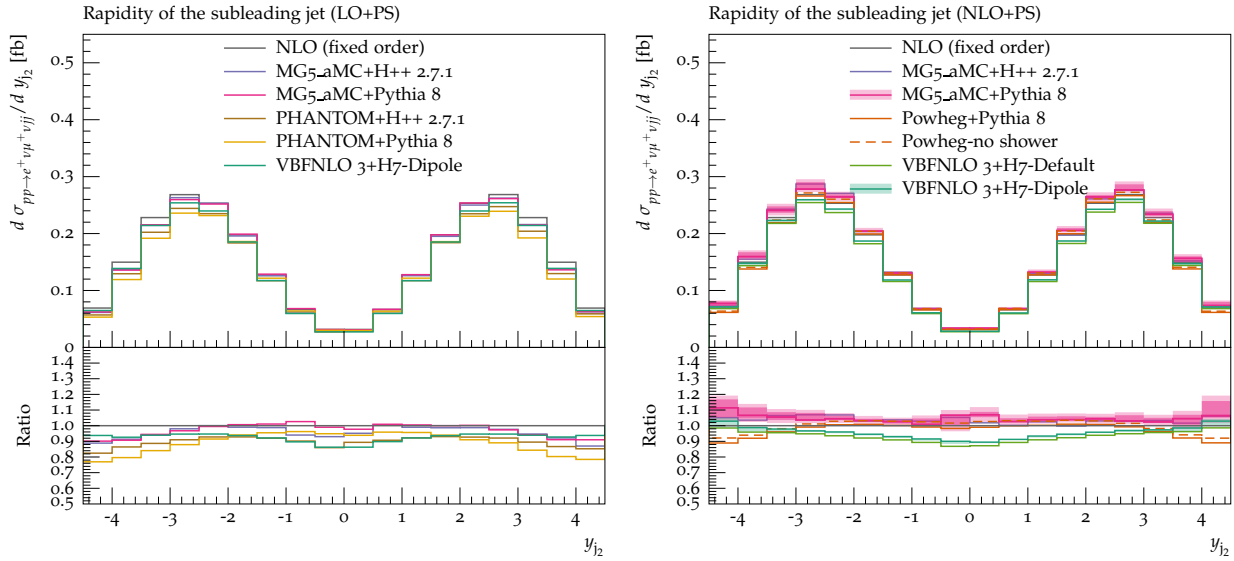 Rapidity of the subleading jet (LO+PS)
d σpp→e⁺νμ⁺νjj/d yj₂ [fb]
0.5
0.4
0.3
0.2
0.1
0
NLO (fixed order)
MG5_aMC+H++ 2.7.1
MG5_aMC+Pythia 8
PHANTOM+H++ 2.7.1
PHANTOM+Pythia 8
VBFNLO 3+H7-Dipole
Ratio
1.4
1.3
1.2
1.1
1.0
0.9
0.8
0.7
0.6
0.5
-4 -3 -2 -1 0 1 2 3 4
yj₂
Rapidity of the subleading jet (NLO+PS)
d σpp→e⁺νμ⁺νjj/d yj₂ [fb]
0.5
0.4
0.3
0.2
0.1
0
NLO (fixed order)
MG5_aMC+H++ 2.7.1
MG5_aMC+Pythia 8
Powheg+Pythia 8
Powheg-no shower
VBFNLO 3+H7-Default
VBFNLO 3+H7-Dipole
Ratio
1.4
1.3
1.2
1.1
1.0
0.9
0.8
0.7
0.6
0.5
-4 -3 -2 -1 0 1 2 3 4
yj₂